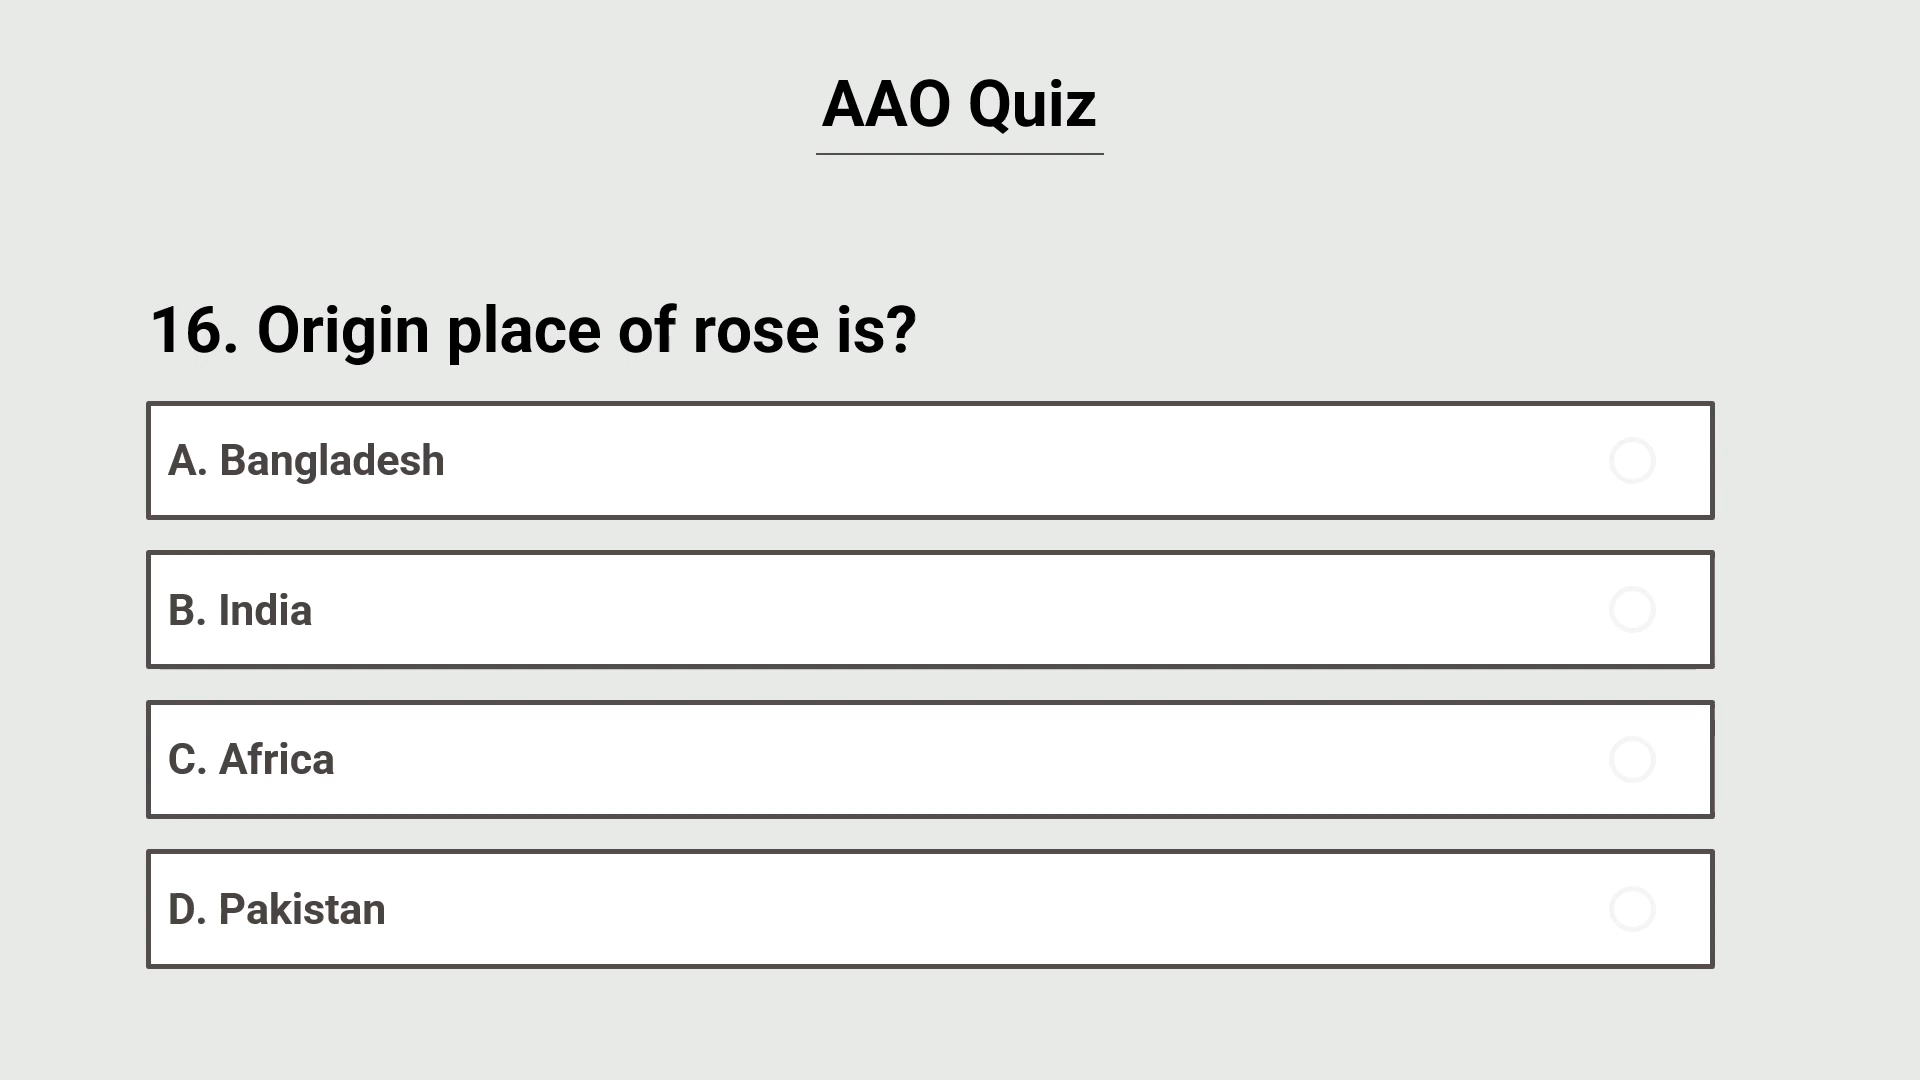 AAO Quiz
16. Origin place of rose is?
A. Bangladesh
B. India
C. Africa
D. Pakistan